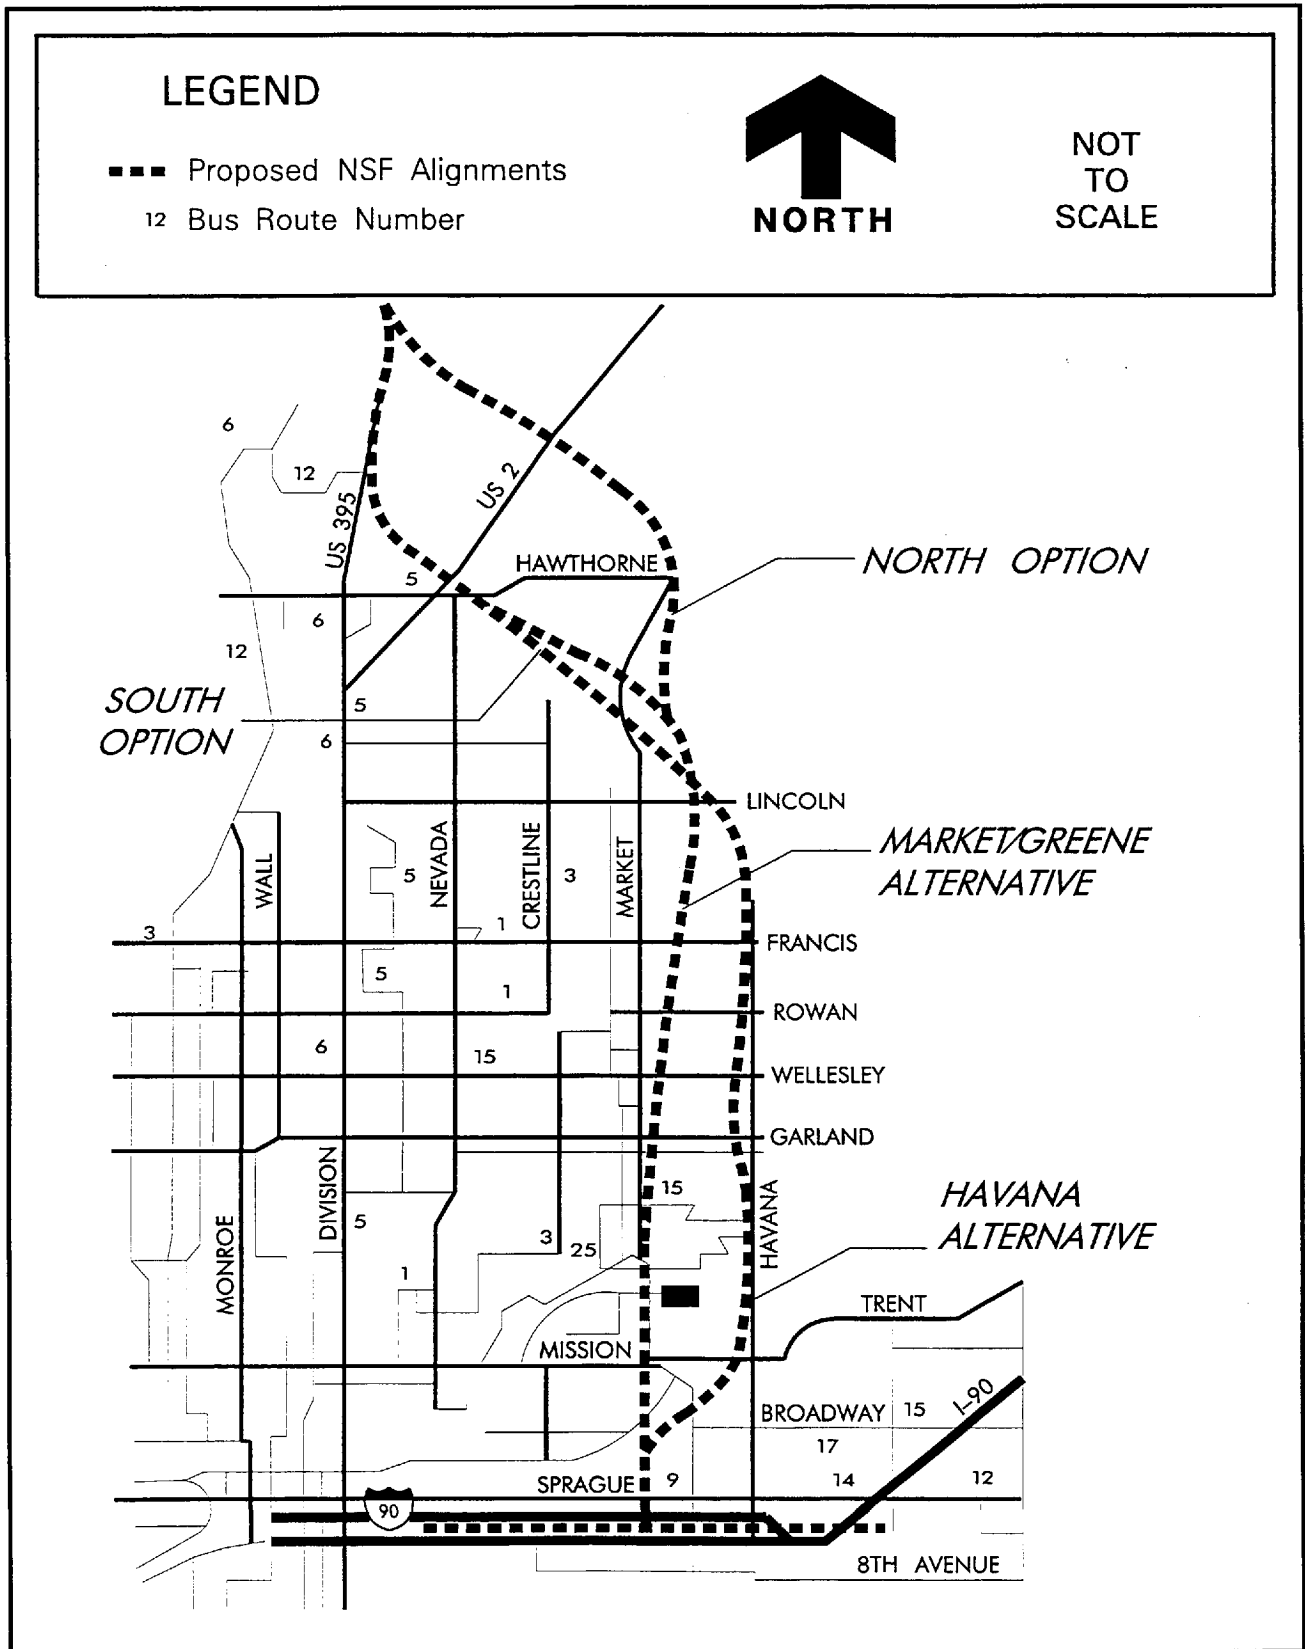 LEGEND
Proposed NSF Alignments
12 Bus Route Number
NORTH
NOT
TO
SCALE
6
12
US 395
US 2
5
HAWTHORNE
NORTH OPTION
6
12
SOUTH
OPTION
5
6
LINCOLN
MARKET/GREENE
ALTERNATIVE
WALL
5
NEVADA
CRESTLINE
3
MARKET
3
1
FRANCIS
5
1
ROWAN
6
15
WELLESLEY
GARLAND
DIVISION
15
HAVANA
HAVANA
ALTERNATIVE
MONROE
5
3
25
1
TRENT
MISSION
BROADWAY
15
I-90
17
SPRAGUE
9
14
12
90
8TH AVENUE